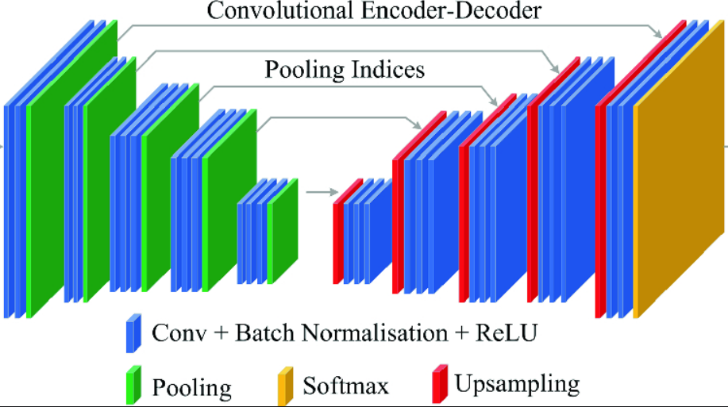 Convolutional Encoder-Decoder
Pooling Indices
Conv + Batch Normalisation + ReLU
Pooling
Softmax
Upsampling